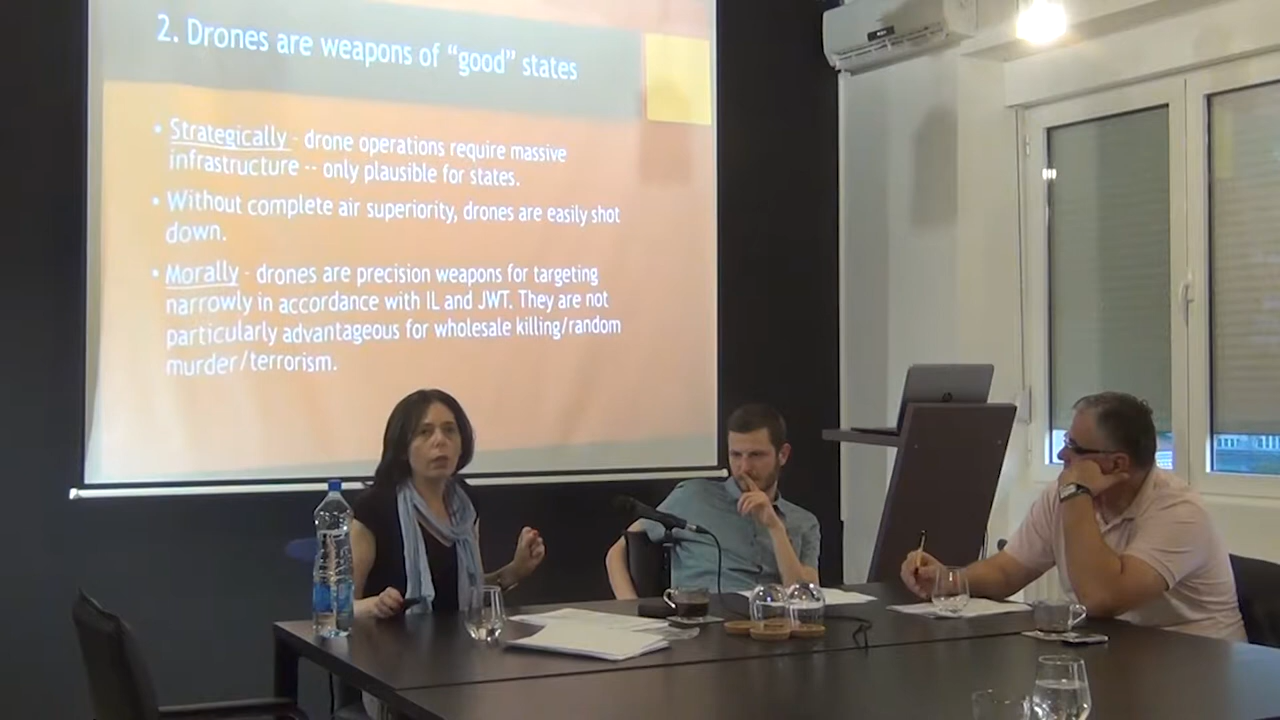 2. Drones are weapons of “good” states
• Strategically - drone operations require massive
infrastructure -- only plausible for states.
• Without complete air superiority, drones are easily shot
down.
• Morally - drones are precision weapons for targeting
narrowly in accordance with IL and JWT. They are not
particularly advantageous for wholesale killing/random
murder/terrorism.